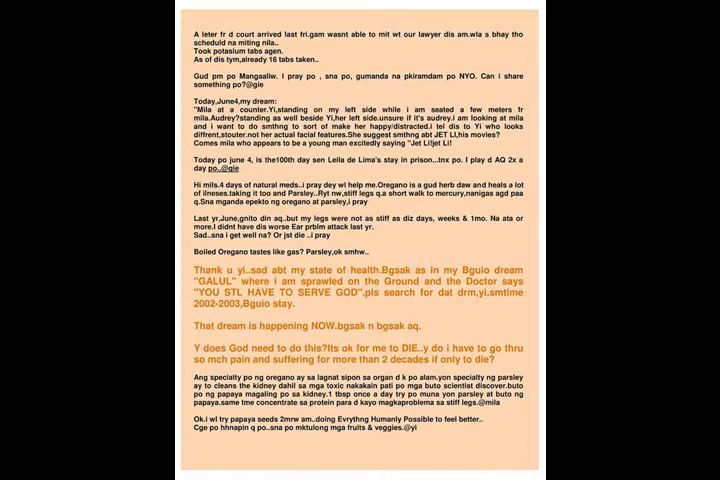 A leter fr d court arrived last fri.gam wasnt able to mit wt our lawyer dis am.wla s bhay tho
scheduld na miting nila..
Took potasium tabs agen.
As of dis tym,already 16 tabs taken..
Gud pm po Mangaaliw. I pray po , sna po, gumanda na pkiramdam po NYO. Can i share
something po?@gie
Today,June4,my dream:
"Mila at a counter.Yi,standing on my left side while i am seated a few meters fr
mila.Audrey?standing as well beside Yi,her left side.unsure if it's audrey.i am looking at mila
and i want to do smthng to sort of make her happy/distracted.i tel dis to Yi who looks
diffrent,stouter.not her actual facial features.She suggest smthng abt JET LI,his movies?
Comes mila who appears to be a young man excitedly saying "Jet Li!jet Li!
Today po june 4, is the100th day sen Leila de Lima's stay in prison...tnx po. I play d AQ 2x a
day po..@gie
Hi mils.4 days of natural meds..i pray dey wl help me.Oregano is a gud herb daw and heals a lot
of ilneses.taking it too and Parsley..Ryt nw,stiff legs q.a short walk to mercury,nanigas agd paa
q.Sna mganda epekto ng oregano at parsley,i pray
Last yr,June,gnito din aq..but my legs were not as stiff as diz days, weeks & 1mo. Na ata or
more.I didnt have dis worse Ear prblm attack last yr.
Sad..sna i get well na? Or jst die ..i pray
Boiled Oregano tastes like gas? Parsley,ok smhw..
Thank u yi..sad abt my state of health.Bgsak as in my Bguio dream
"GALUL" where i am sprawled on the Ground and the Doctor says
"YOU STL HAVE TO SERVE GOD".pls search for dat drm,yi.smtime
2002-2003,Bguio stay.
That dream is happening NOW.bgsak n bgsak aq.
Y does God need to do this?Its ok for me to DIE..y do i have to go thru
so mch pain and suffering for more than 2 decades if only to die?
Ang specialty po ng oregano ay sa lagnat sipon sa organ d k po alam.yon specialty ng parsley
ay to cleans the kidney dahil sa mga toxic nakakain pati po mga buto scientist discover.buto
po ng papaya magaling po sa kidney.1 tbsp once a day try po muna yon parsley at buto ng
papaya.same tme concentrate sa protein para d kayo magkaproblema sa stiff legs.@mila
Ok.i wl try papaya seeds 2mrw am..doing Evrythng Humanly Possible to feel better..
Cge po hhnapin q po..sna po mktulong mga fruits & veggies.@yi